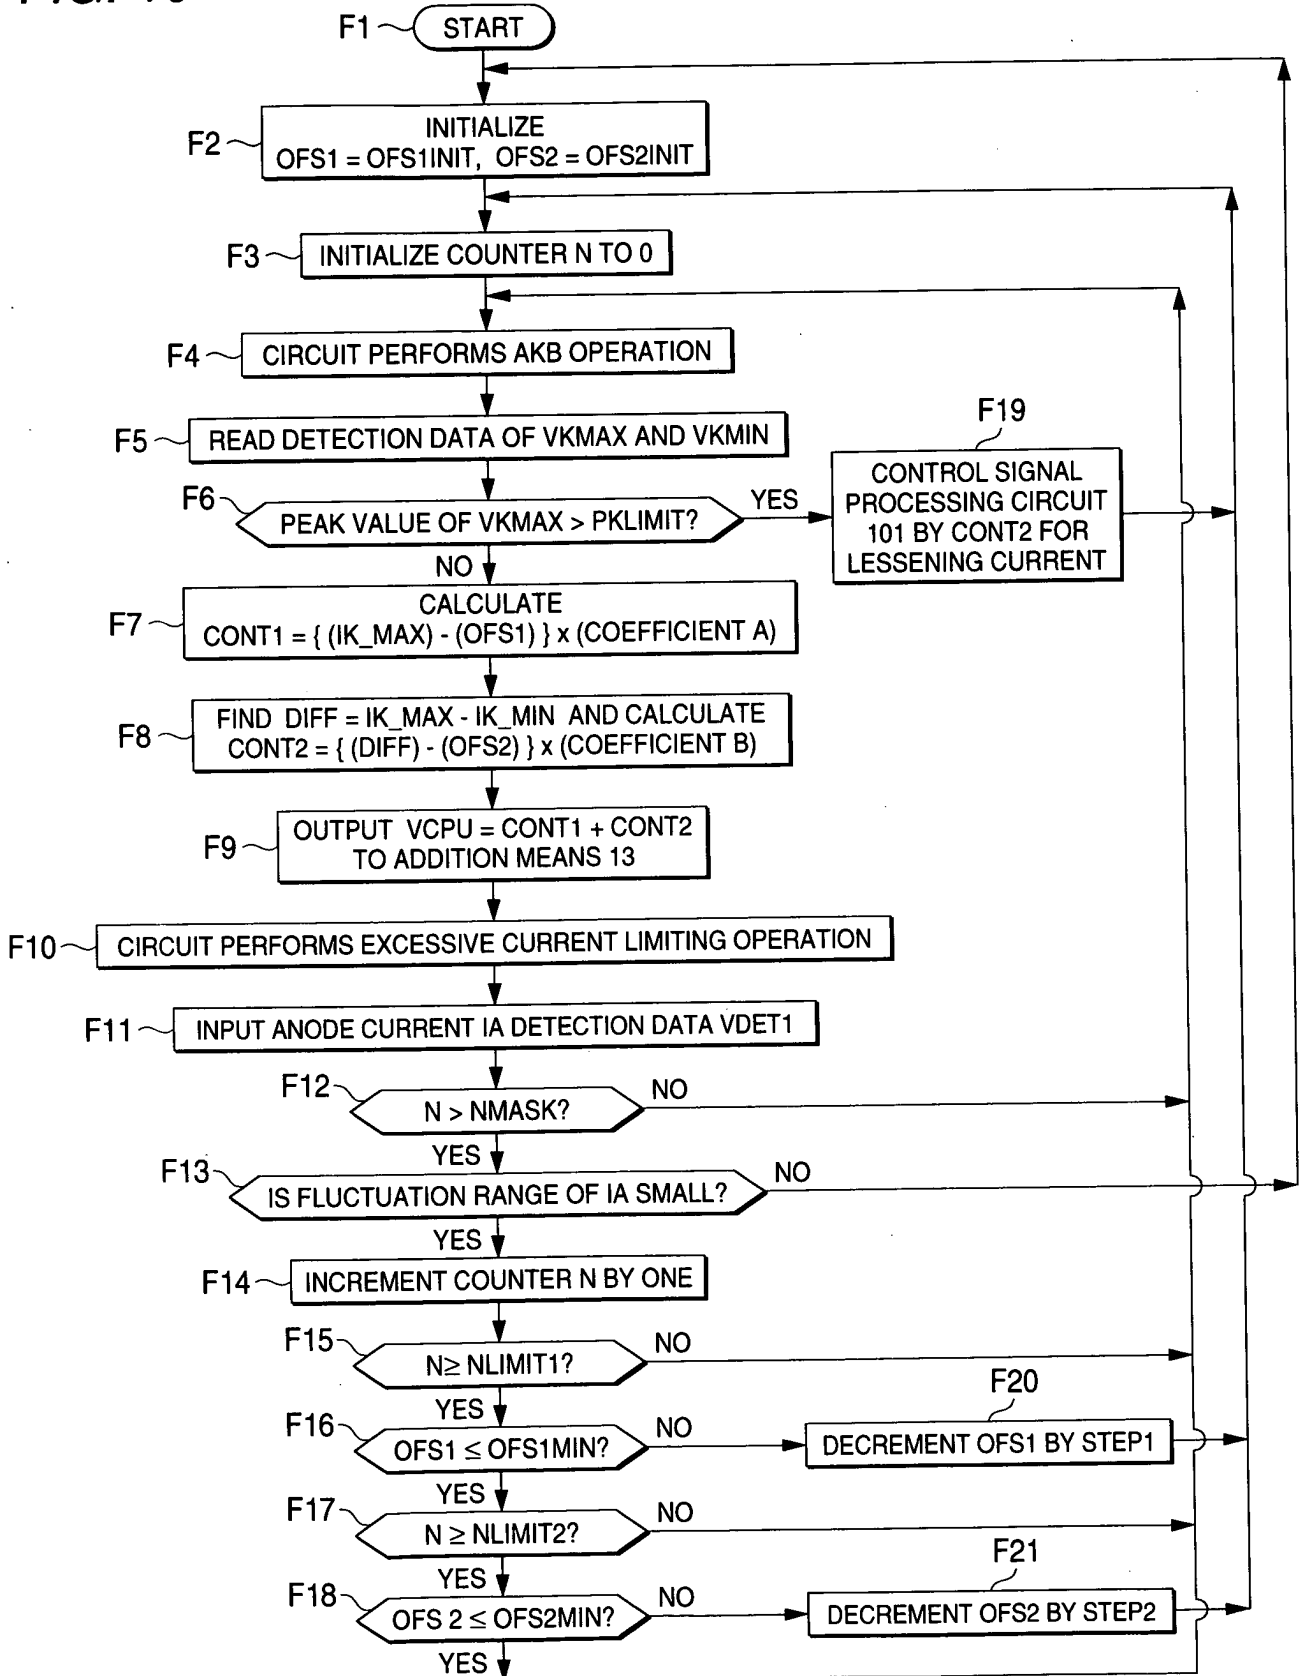 F1
START
F2
INITIALIZE
OFS1 = OFS1INIT, OFS2 = OFS2INIT
F3
INITIALIZE COUNTER N TO 0
F4
CIRCUIT PERFORMS AKB OPERATION
F5
READ DETECTION DATA OF VKMAX AND VKMIN
F6
PEAK VALUE OF VKMAX > PKLIMIT?
YES
NO
F19
CONTROL SIGNAL
PROCESSING CIRCUIT
101 BY CONT2 FOR
LESSENING CURRENT
F7
CALCULATE
CONT1 = { (IK_MAX) - (OFS1) } x (COEFFICIENT A)
F8
FIND DIFF = IK_MAX - IK_MIN AND CALCULATE
CONT2 = { (DIFF) - (OFS2) } x (COEFFICIENT B)
F9
OUTPUT VCPU = CONT1 + CONT2
TO ADDITION MEANS 13
F10
CIRCUIT PERFORMS EXCESSIVE CURRENT LIMITING OPERATION
F11
INPUT ANODE CURRENT IA DETECTION DATA VDET1
F12
N > NMASK?
NO
YES
F13
IS FLUCTUATION RANGE OF IA SMALL?
NO
YES
F14
INCREMENT COUNTER N BY ONE
F15
N ≥ NLIMIT1?
NO
YES
F16
OFS1 ≤ OFS1MIN?
NO
F20
DECREMENT OFS1 BY STEP1
YES
F17
N ≥ NLIMIT2?
NO
YES
F18
OFS 2 ≤ OFS2MIN?
NO
F21
DECREMENT OFS2 BY STEP2
YES